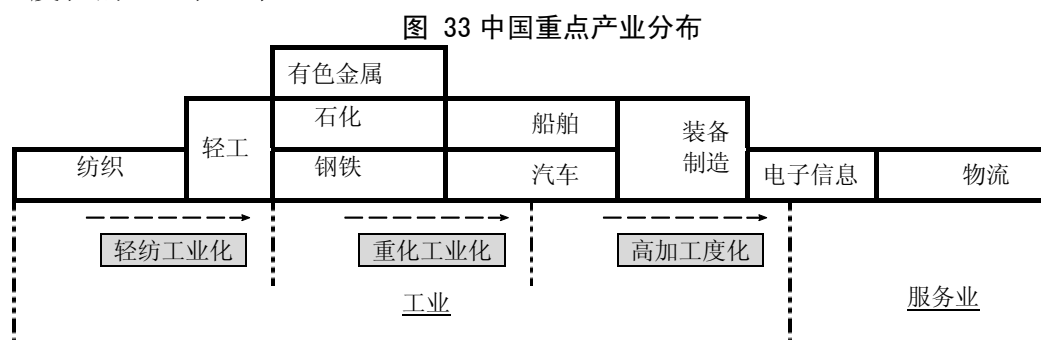 图 33 中国重点产业分布
有色金属
石化
船舶
装备
制造
轻工
纺织
钢铁
汽车
电子信息
物流
轻纺工业化
重化工业化
高加工度化
工业
服务业